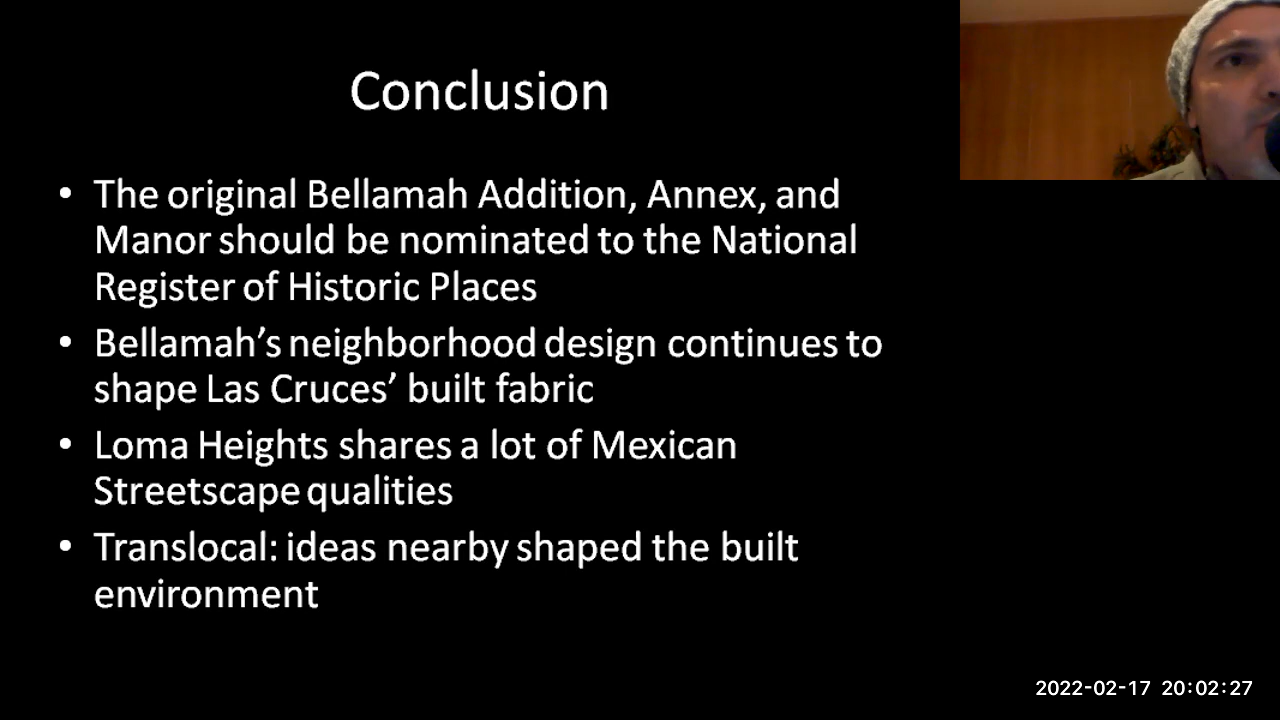 Conclusion
• The original Bellamah Addition, Annex, and
Manor should be nominated to the National
Register of Historic Places
• Bellamah’s neighborhood design continues to
shape Las Cruces’ built fabric
• Loma Heights shares a lot of Mexican
Streetscape qualities
• Translocal: ideas nearby shaped the built
environment
2022-02-17 20:02:27